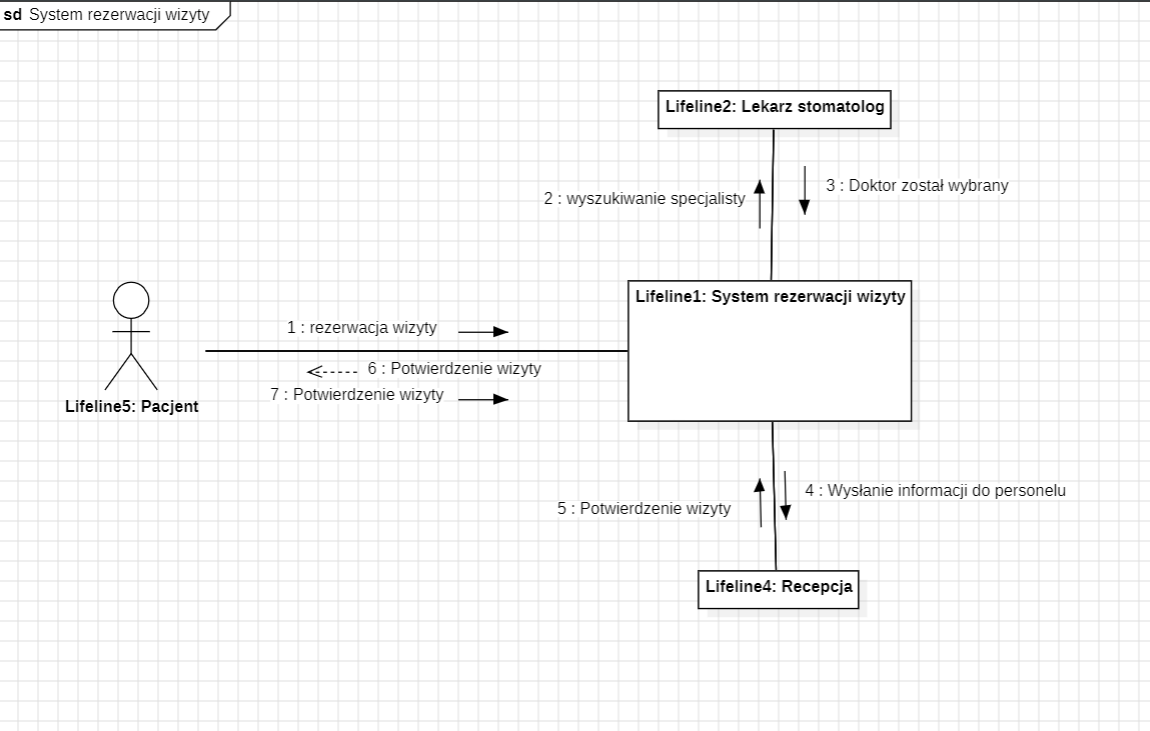 sd System rezerwacji wizyty
Lifeline2: Lekarz stomatolog
3 : Doktor został wybrany
2 : wyszukiwanie specjalisty
Lifeline1: System rezerwacji wizyty
1 : rezerwacja wizyty
6 : Potwierdzenie wizyty
7 : Potwierdzenie wizyty
Lifeline5: Pacjent
4 : Wysłanie informacji do personelu
5 : Potwierdzenie wizyty
Lifeline4: Recepcja